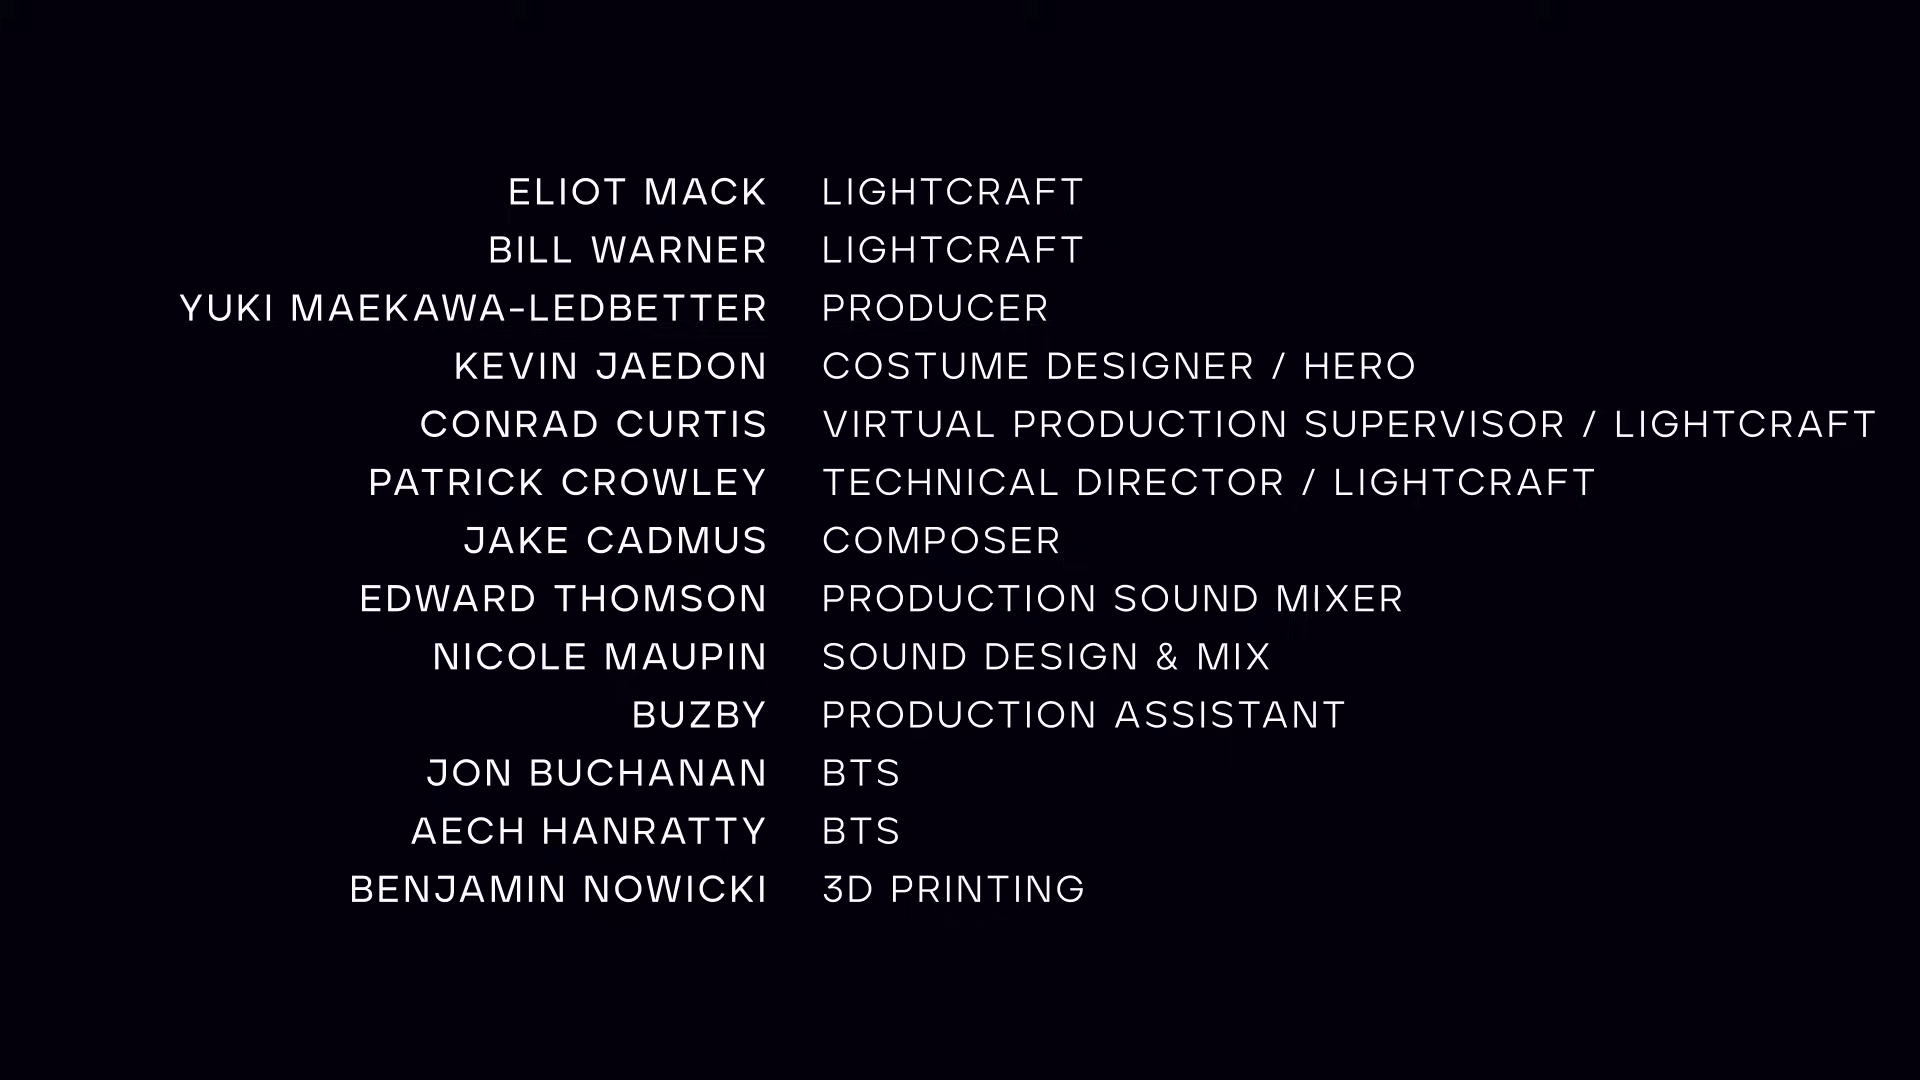 ELIOT MACK LIGHTCRAFT
BILL WARNER LIGHTCRAFT
YUKI MAEKAWA-LEDBETTER PRODUCER
KEVIN JAEDON COSTUME DESIGNER / HERO
CONRAD CURTIS VIRTUAL PRODUCTION SUPERVISOR / LIGHTCRAFT
PATRICK CROWLEY TECHNICAL DIRECTOR / LIGHTCRAFT
JAKE CADMUS COMPOSER
EDWARD THOMSON PRODUCTION SOUND MIXER
NICOLE MAUPIN SOUND DESIGN & MIX
BUZBY PRODUCTION ASSISTANT
JON BUCHANAN BTS
AECH HANRATTY BTS
BENJAMIN NOWICKI 3D PRINTING